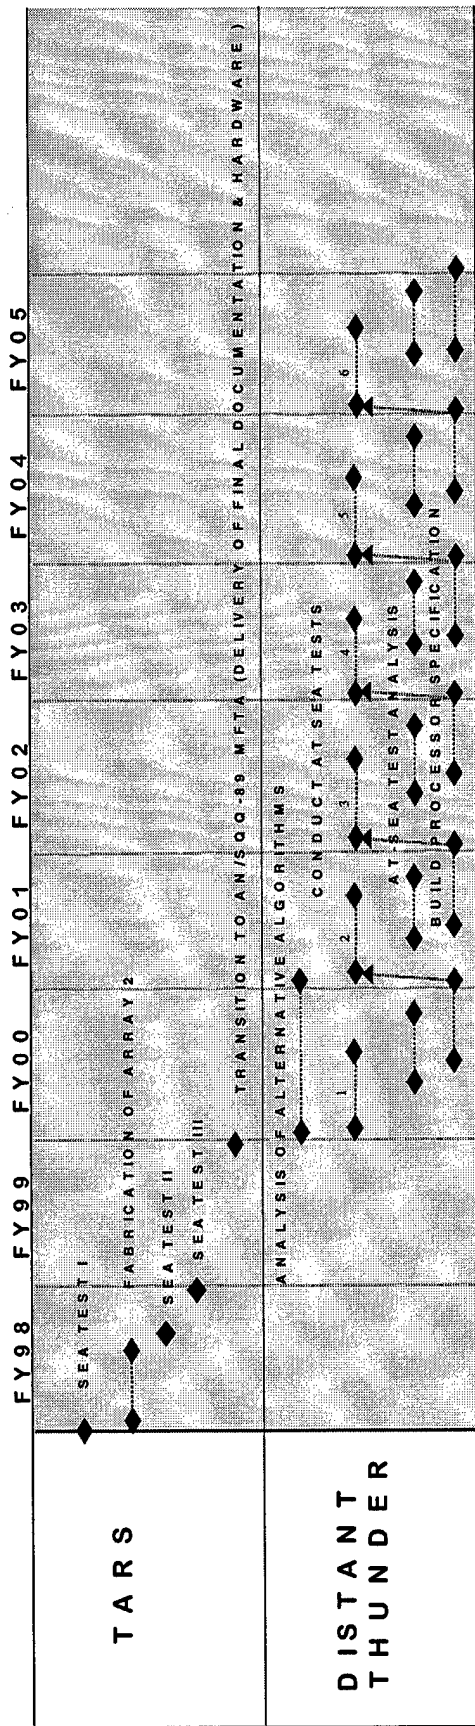 FY98 FY99 FY00 FY01 FY02 FY03 FY04 FY05
TARS
SEA TEST I
FABRICATION OF ARRAY 2
SEA TEST II
SEA TEST III
TRANSITION TO AN/SQQ-89 MFTA (DELIVERY OF FINAL DOCUMENTATION & HARDWARE)
DISTANT
THUNDER
ANALYSIS OF ALTERNATIVE ALGORITHMS
CONDUCT AT SEA TESTS
1 2 3 4 5 6
AT-SEA TEST ANALYSIS
BUILD PROCESSOR SPECIFICATION